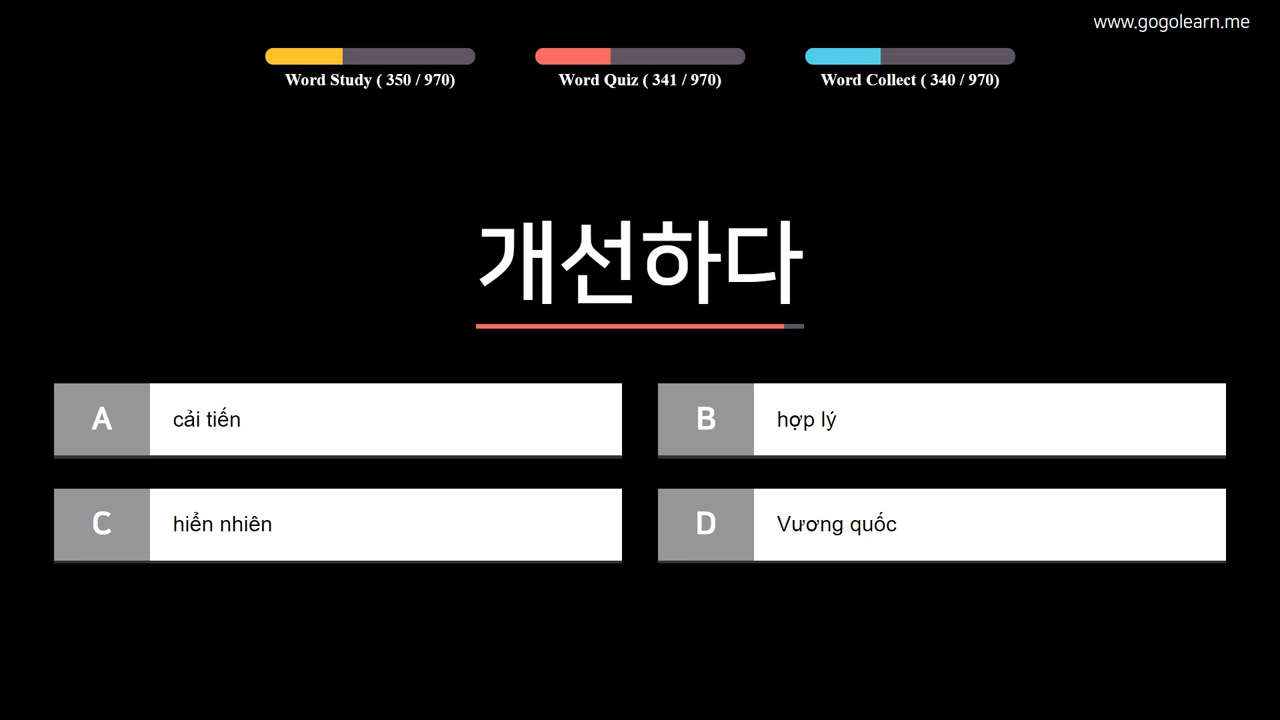 www.gogolearn.me
Word Study ( 350 / 970)
Word Quiz ( 341 / 970)
Word Collect ( 340 / 970)
개선하다
A cải tiến
B hợp lý
C hiển nhiên
D Vương quốc